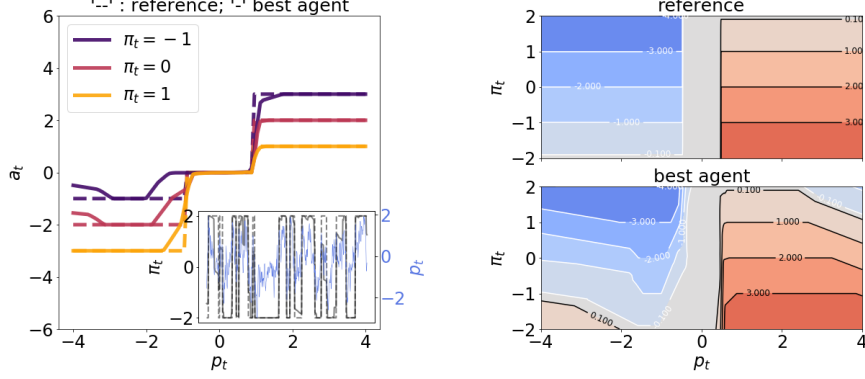 '--' : reference; '-' best agent
6
4
2
0
−2
−4
−6
a_t
π_t = −1
π_t = 0
π_t = 1
−4 −2 0 2 4
p_t
2
0
−2
π_t
2
0
−2
p_t
reference
2
1
0
−1
−2
π_t
-3.000
-2.000
-1.000
-0.100
0.100
1.000
2.000
3.000
best agent
2
1
0
−1
−2
π_t
-3.000
-2.000
0.100
1.000
2.000
3.000
0.100
−4 −2 0 2 4
p_t